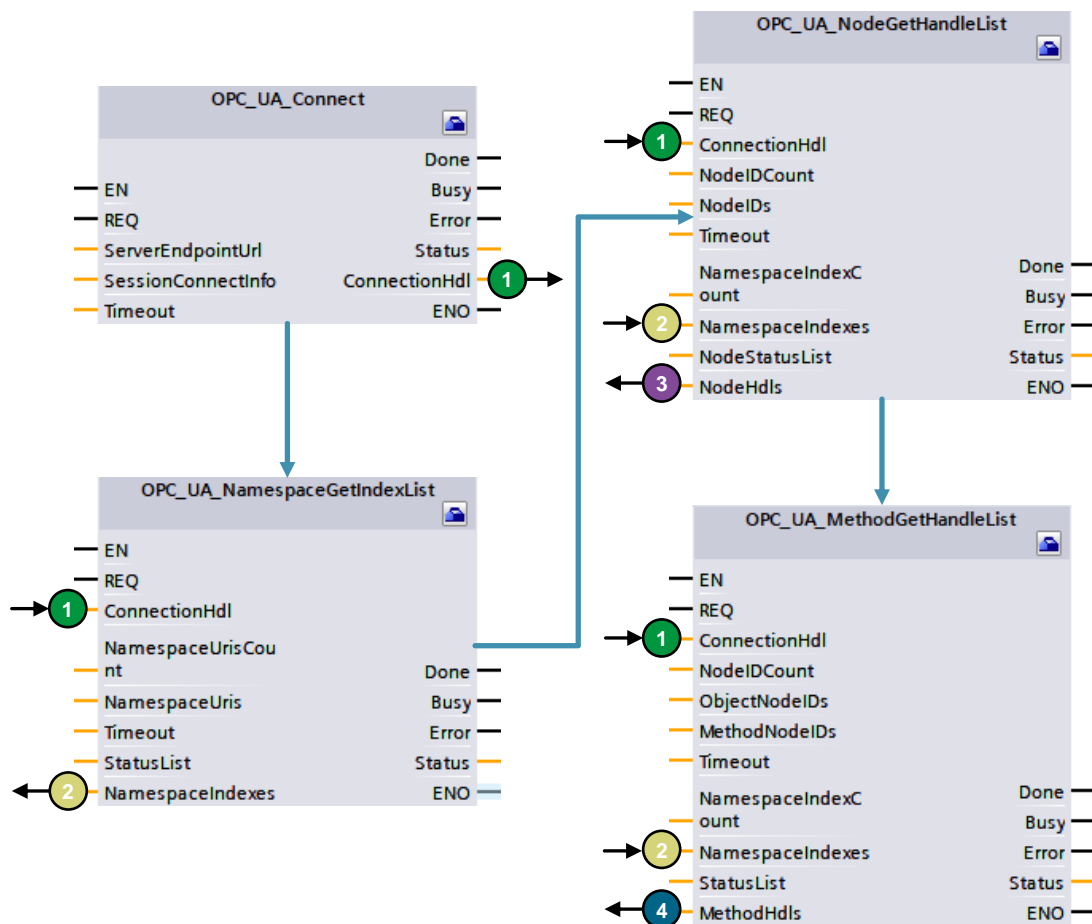 OPC_UA_Connect
Done
EN
Busy
REQ
Error
ServerEndpointUrl
Status
SessionConnectInfo
ConnectionHdl
1
Timeout
ENO
OPC_UA_NamespaceGetIndexList
EN
REQ
1
ConnectionHdl
NamespaceUrisCou
nt
Done
NamespaceUris
Busy
Timeout
Error
StatusList
Status
2
NamespaceIndexes
ENO
OPC_UA_NodeGetHandleList
EN
REQ
1
ConnectionHdl
NodeIDCount
NodeIDs
Timeout
NamespaceIndexC
ount
Done
Busy
2
NamespaceIndexes
Error
NodeStatusList
Status
3
NodeHdls
ENO
OPC_UA_MethodGetHandleList
EN
REQ
1
ConnectionHdl
NodeIDCount
ObjectNodeIDs
MethodNodeIDs
Timeout
NamespaceIndexC
ount
Done
Busy
2
NamespaceIndexes
Error
StatusList
Status
4
MethodHdls
ENO